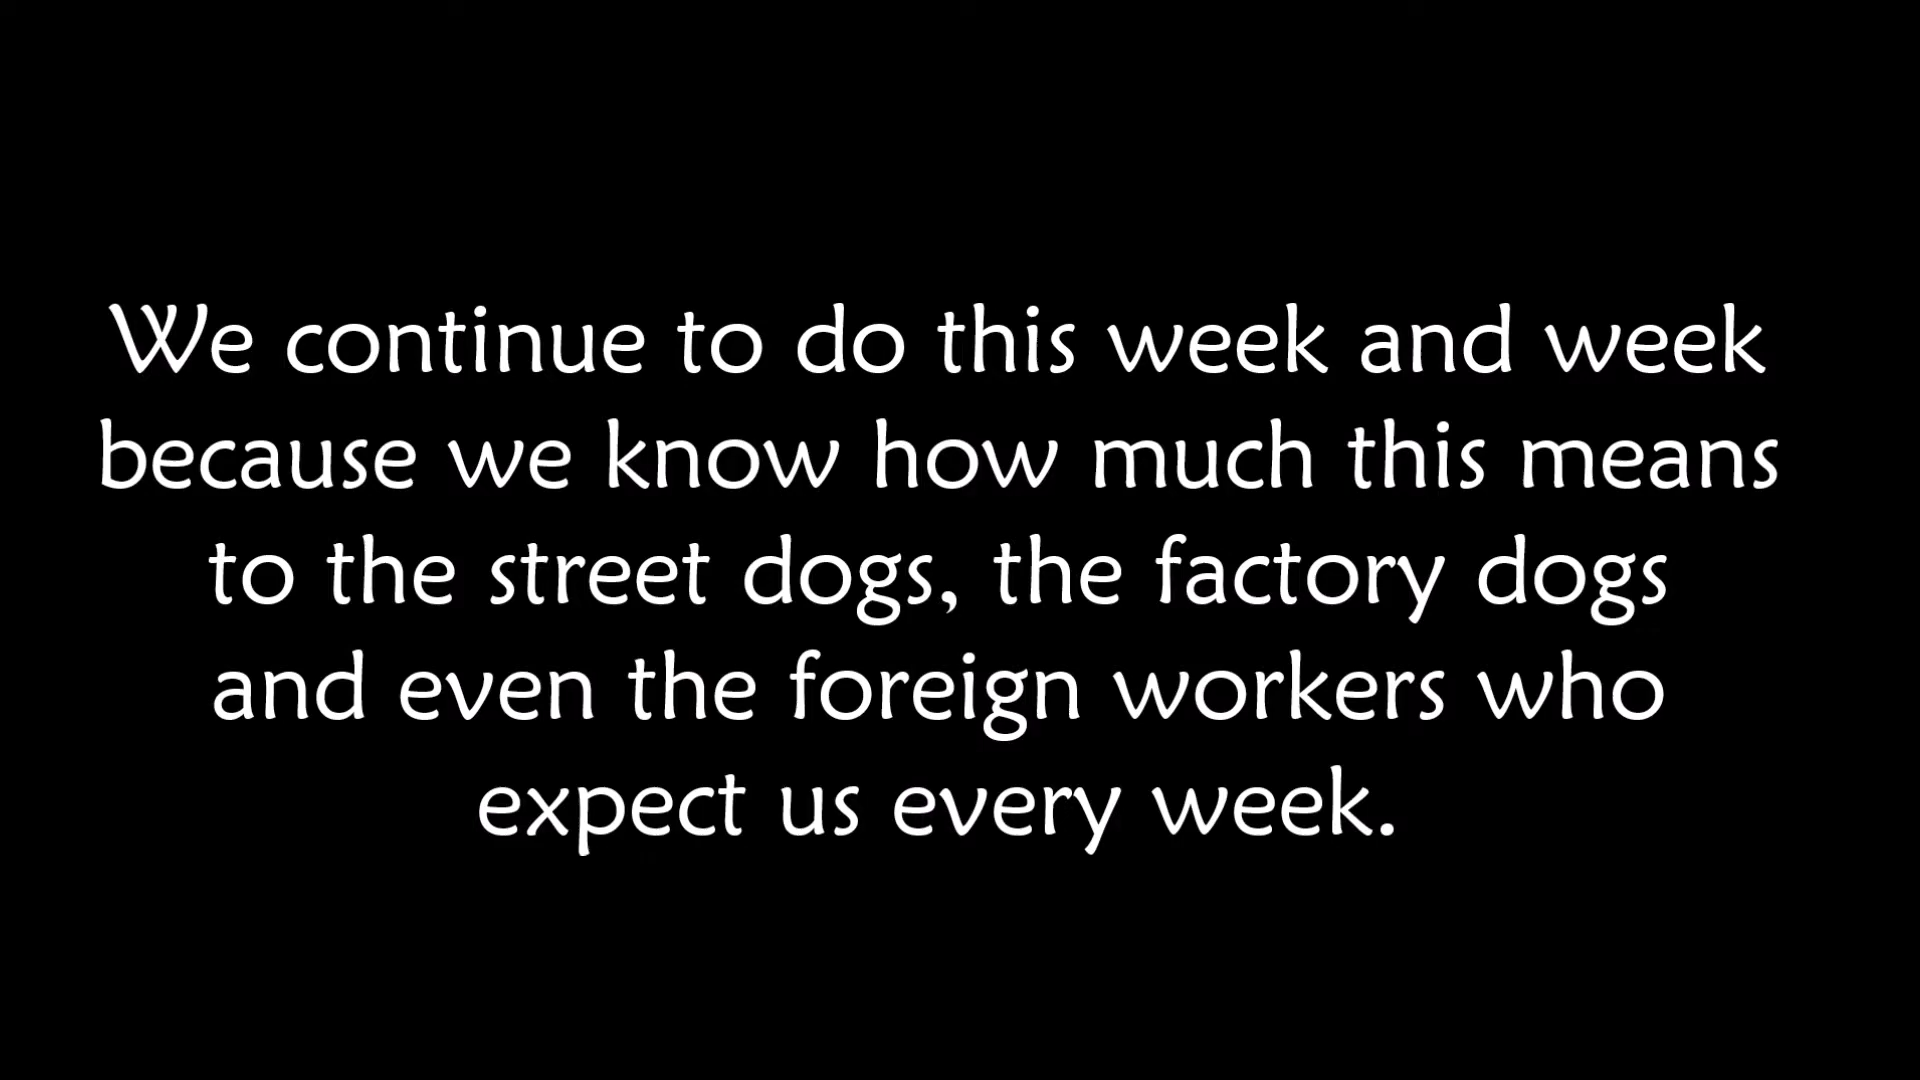 We continue to do this week and week
because we know how much this means
to the street dogs, the factory dogs
and even the foreign workers who
expect us every week.